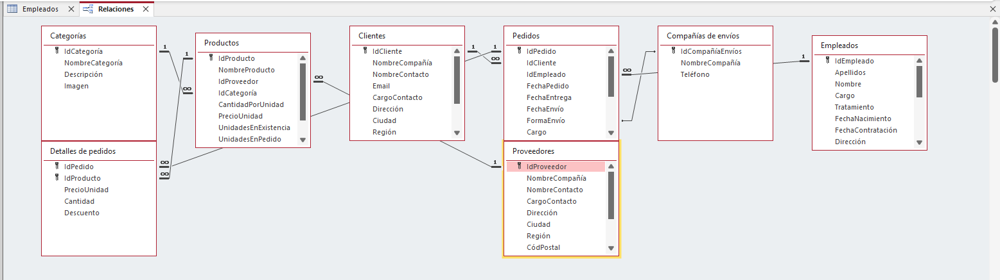 Empleados
Relaciones
Categorías
IdCategoría
NombreCategoría
Descripción
Imagen
Productos
IdProducto
NombreProducto
IdProveedor
IdCategoría
CantidadPorUnidad
PrecioUnidad
UnidadesEnExistencia
UnidadesEnPedido
Clientes
IdCliente
NombreCompañía
NombreContacto
Email
CargoContacto
Dirección
Ciudad
Región
Pedidos
IdPedido
IdCliente
IdEmpleado
FechaPedido
FechaEntrega
FechaEnvío
FormaEnvío
Cargo
Compañías de envíos
IdCompañíaEnvíos
NombreCompañía
Teléfono
Empleados
IdEmpleado
Apellidos
Nombre
Cargo
Tratamiento
FechaNacimiento
FechaContratación
Dirección
Detalles de pedidos
IdPedido
IdProducto
PrecioUnidad
Cantidad
Descuento
Proveedores
IdProveedor
NombreCompañía
NombreContacto
CargoContacto
Dirección
Ciudad
Región
CódPostal
1
∞
1
∞
∞
∞
1
∞
1
1
∞
1